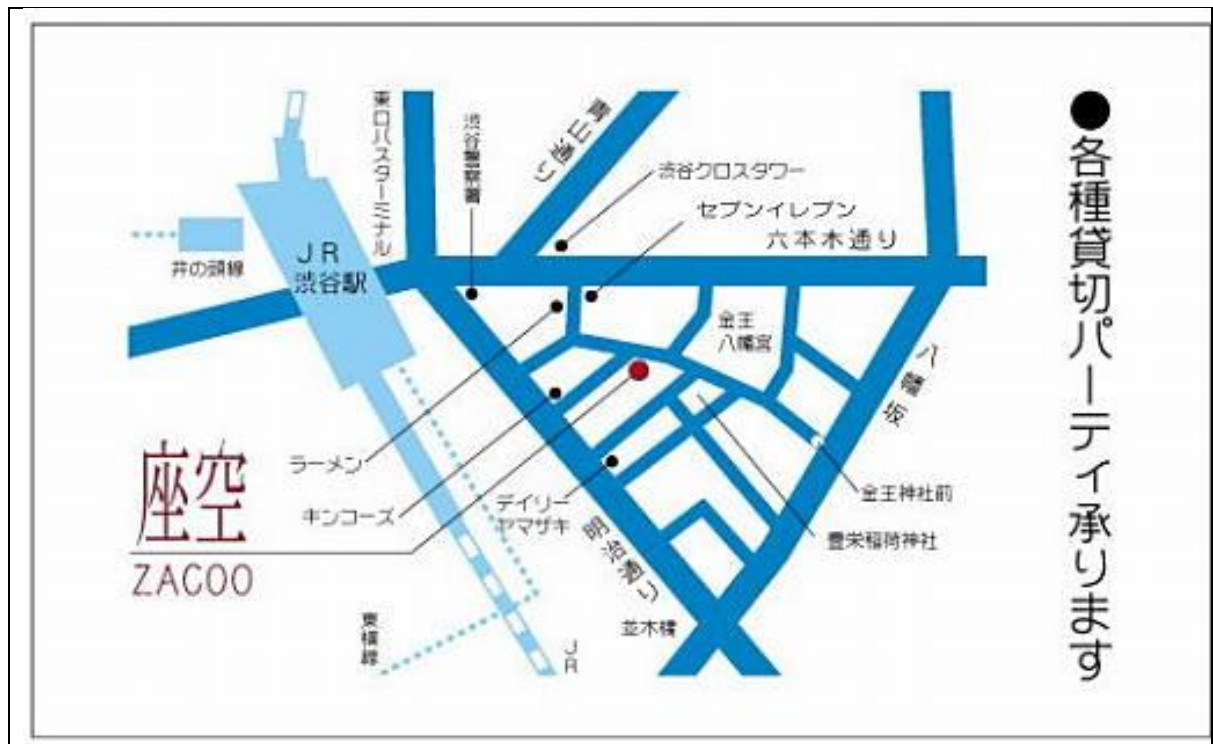 ●各種貸切パーティ承ります
東口バスターミナル
渋谷警察署
青山通り
渋谷クロスタワー
セブンイレブン
六本木通り
井の頭線
JR
渋谷駅
金王
八幡宮
八幡坂
ラーメン
キンコーズ
デイリー
ヤマザキ
金王神社前
豊栄稲荷神社
明治通り
並木橋
東横線
JR
座空
ZACOO